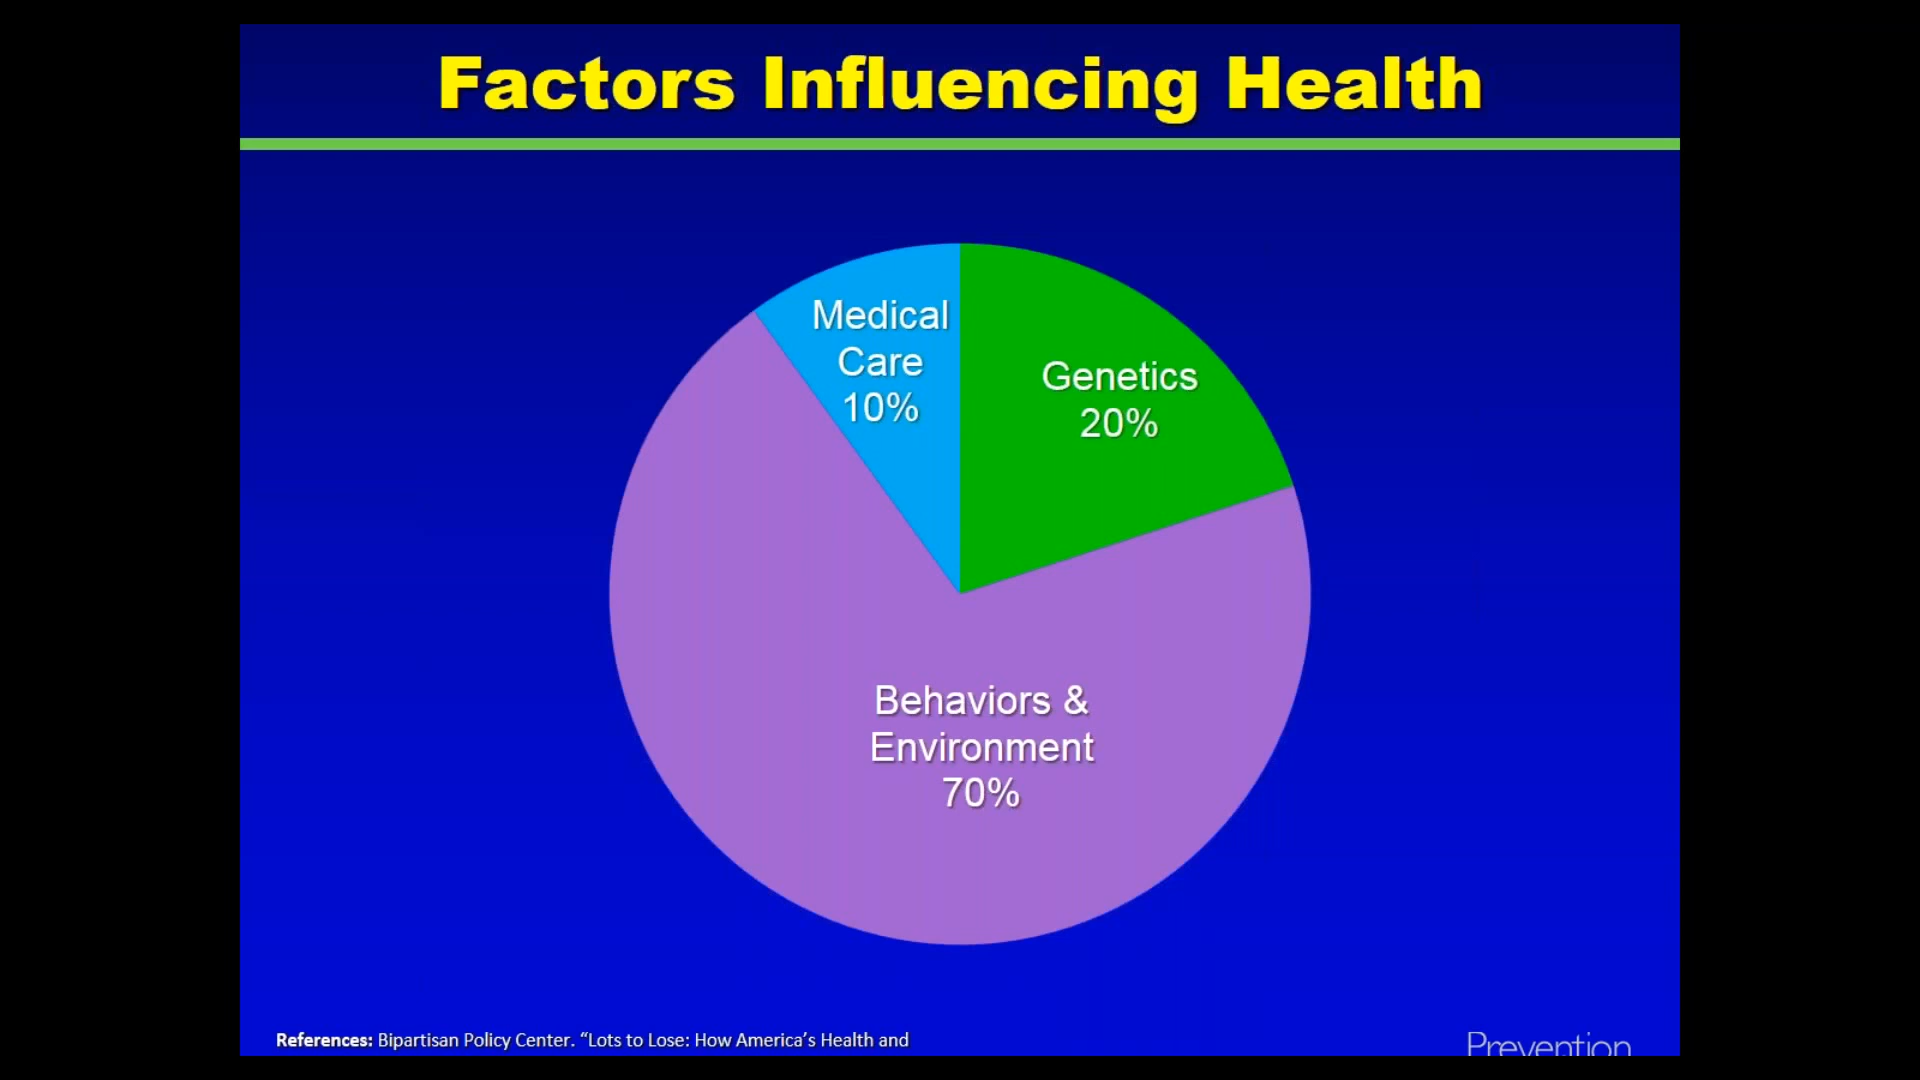 Factors Influencing Health
Medical
Care
10%
Genetics
20%
Behaviors &
Environment
70%
References: Bipartisan Policy Center. “Lots to Lose: How America’s Health and
Prevention